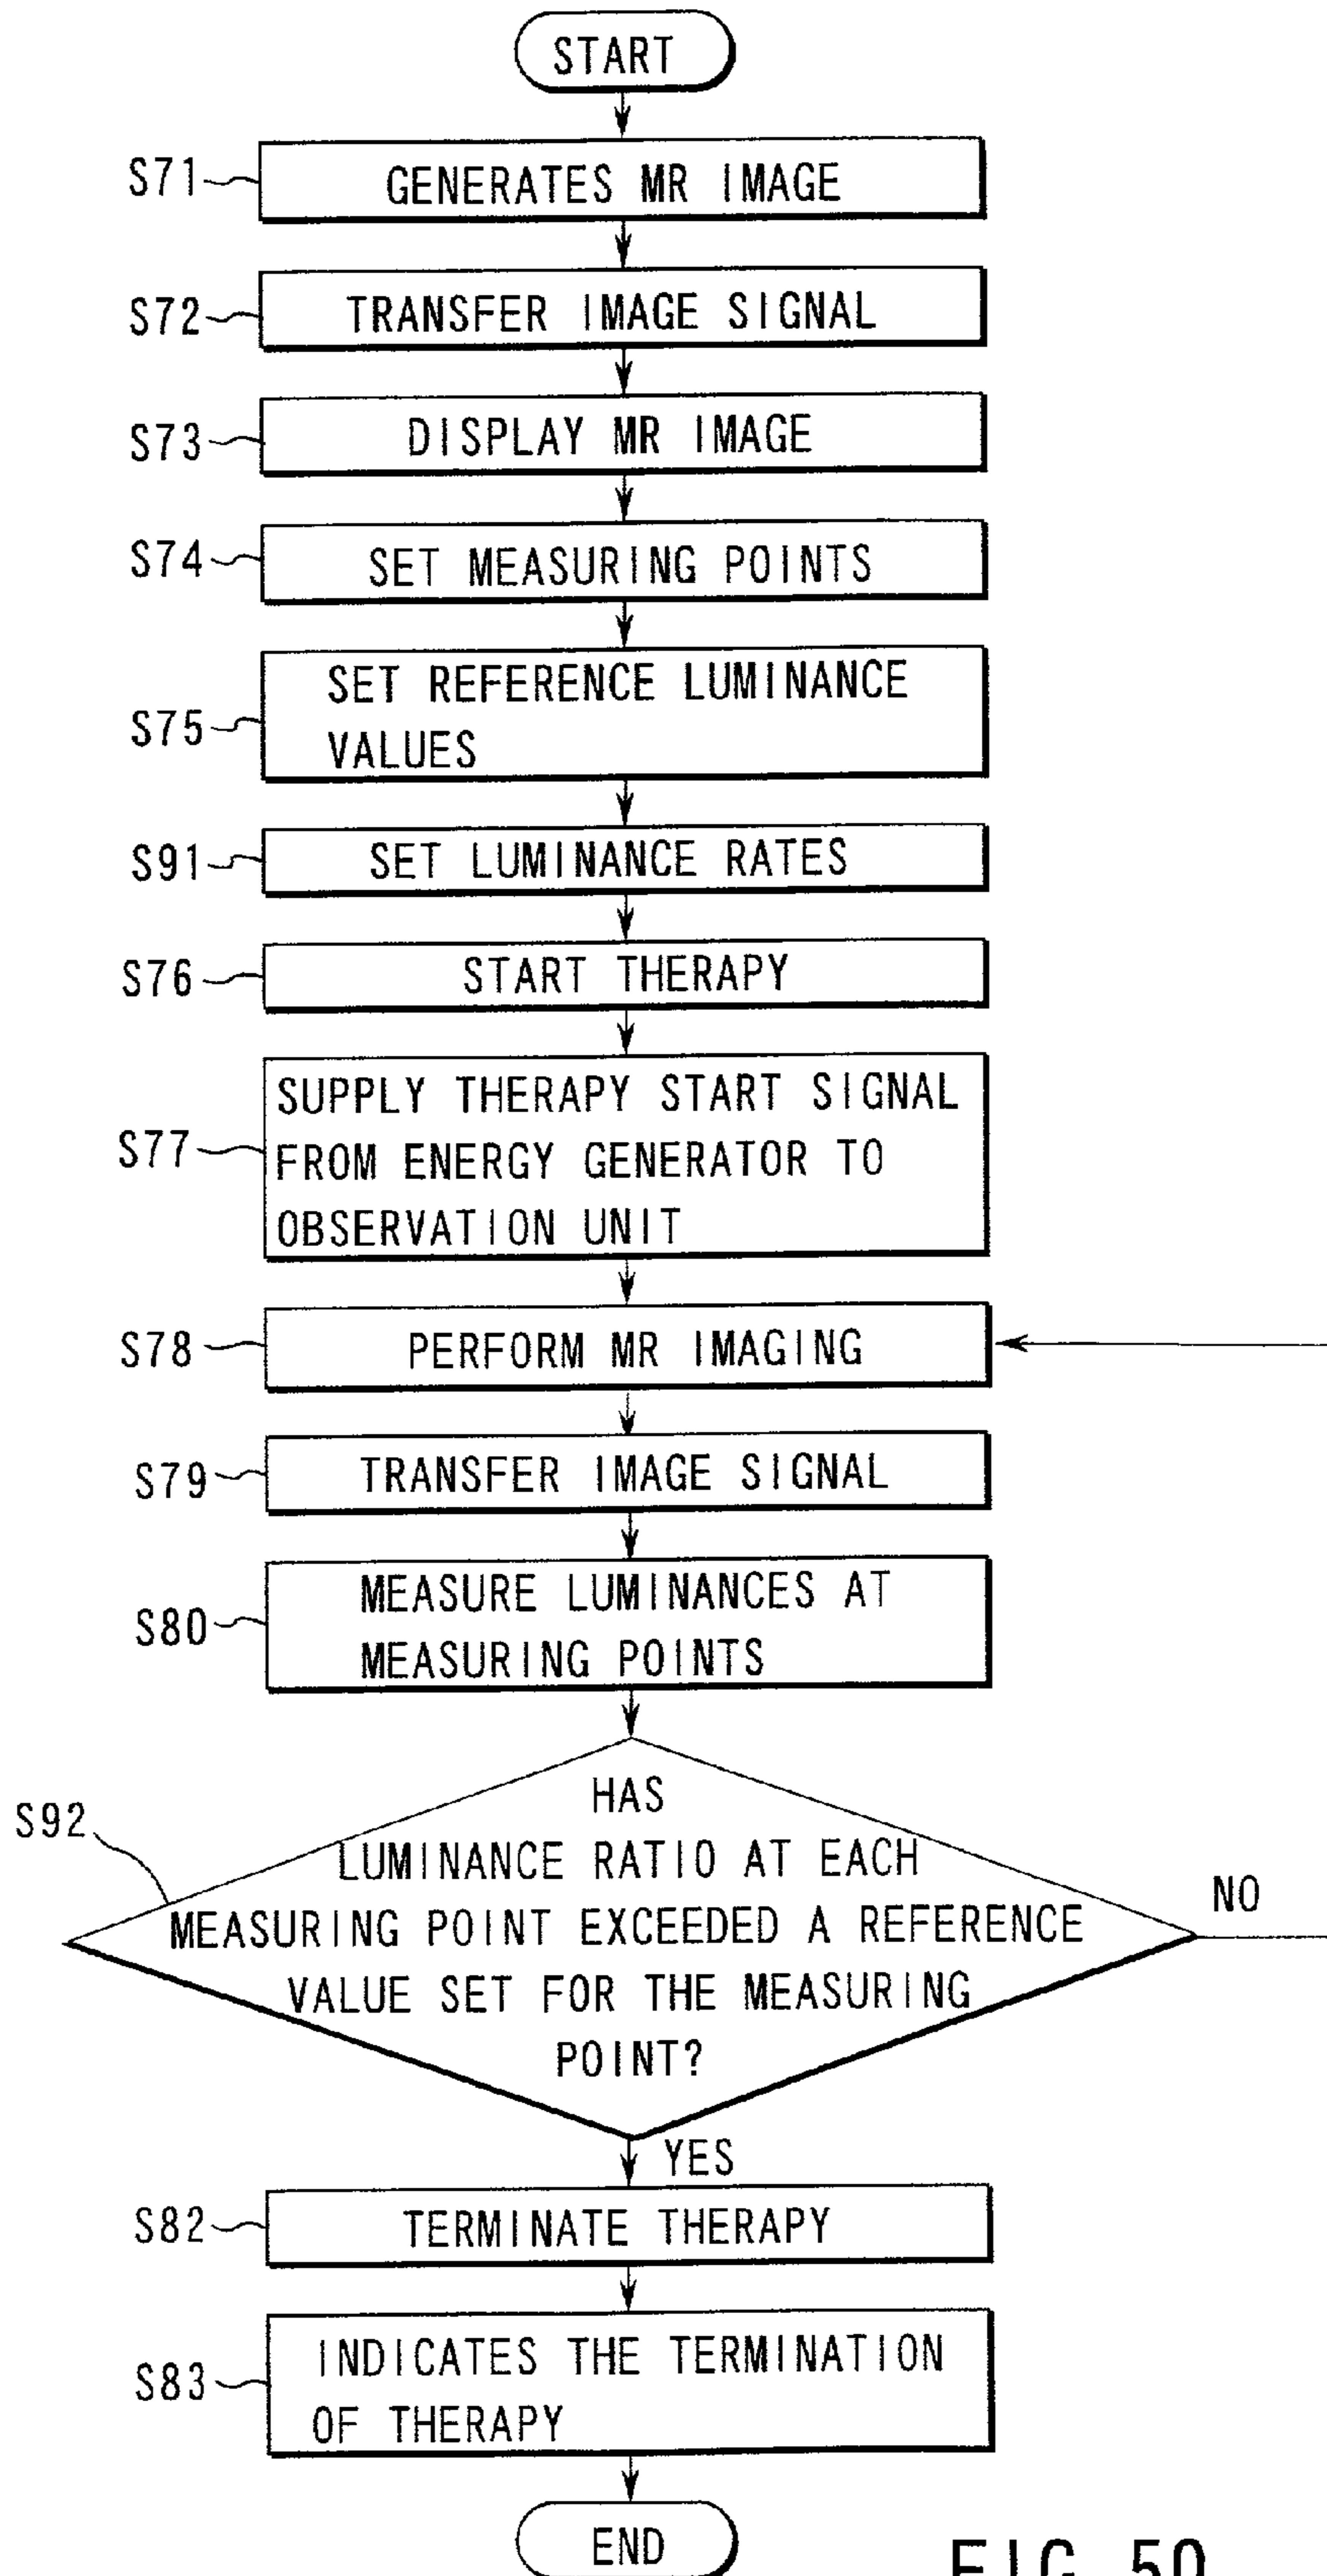 START
S71
GENERATES MR IMAGE
S72
TRANSFER IMAGE SIGNAL
S73
DISPLAY MR IMAGE
S74
SET MEASURING POINTS
S75
SET REFERENCE LUMINANCE
VALUES
S91
SET LUMINANCE RATES
S76
START THERAPY
S77
SUPPLY THERAPY START SIGNAL
FROM ENERGY GENERATOR TO
OBSERVATION UNIT
S78
PERFORM MR IMAGING
S79
TRANSFER IMAGE SIGNAL
S80
MEASURE LUMINANCES AT
MEASURING POINTS
S92
HAS
LUMINANCE RATIO AT EACH
MEASURING POINT EXCEEDED A REFERENCE
VALUE SET FOR THE MEASURING
POINT?
NO
YES
S82
TERMINATE THERAPY
S83
INDICATES THE TERMINATION
OF THERAPY
END
FIG.50